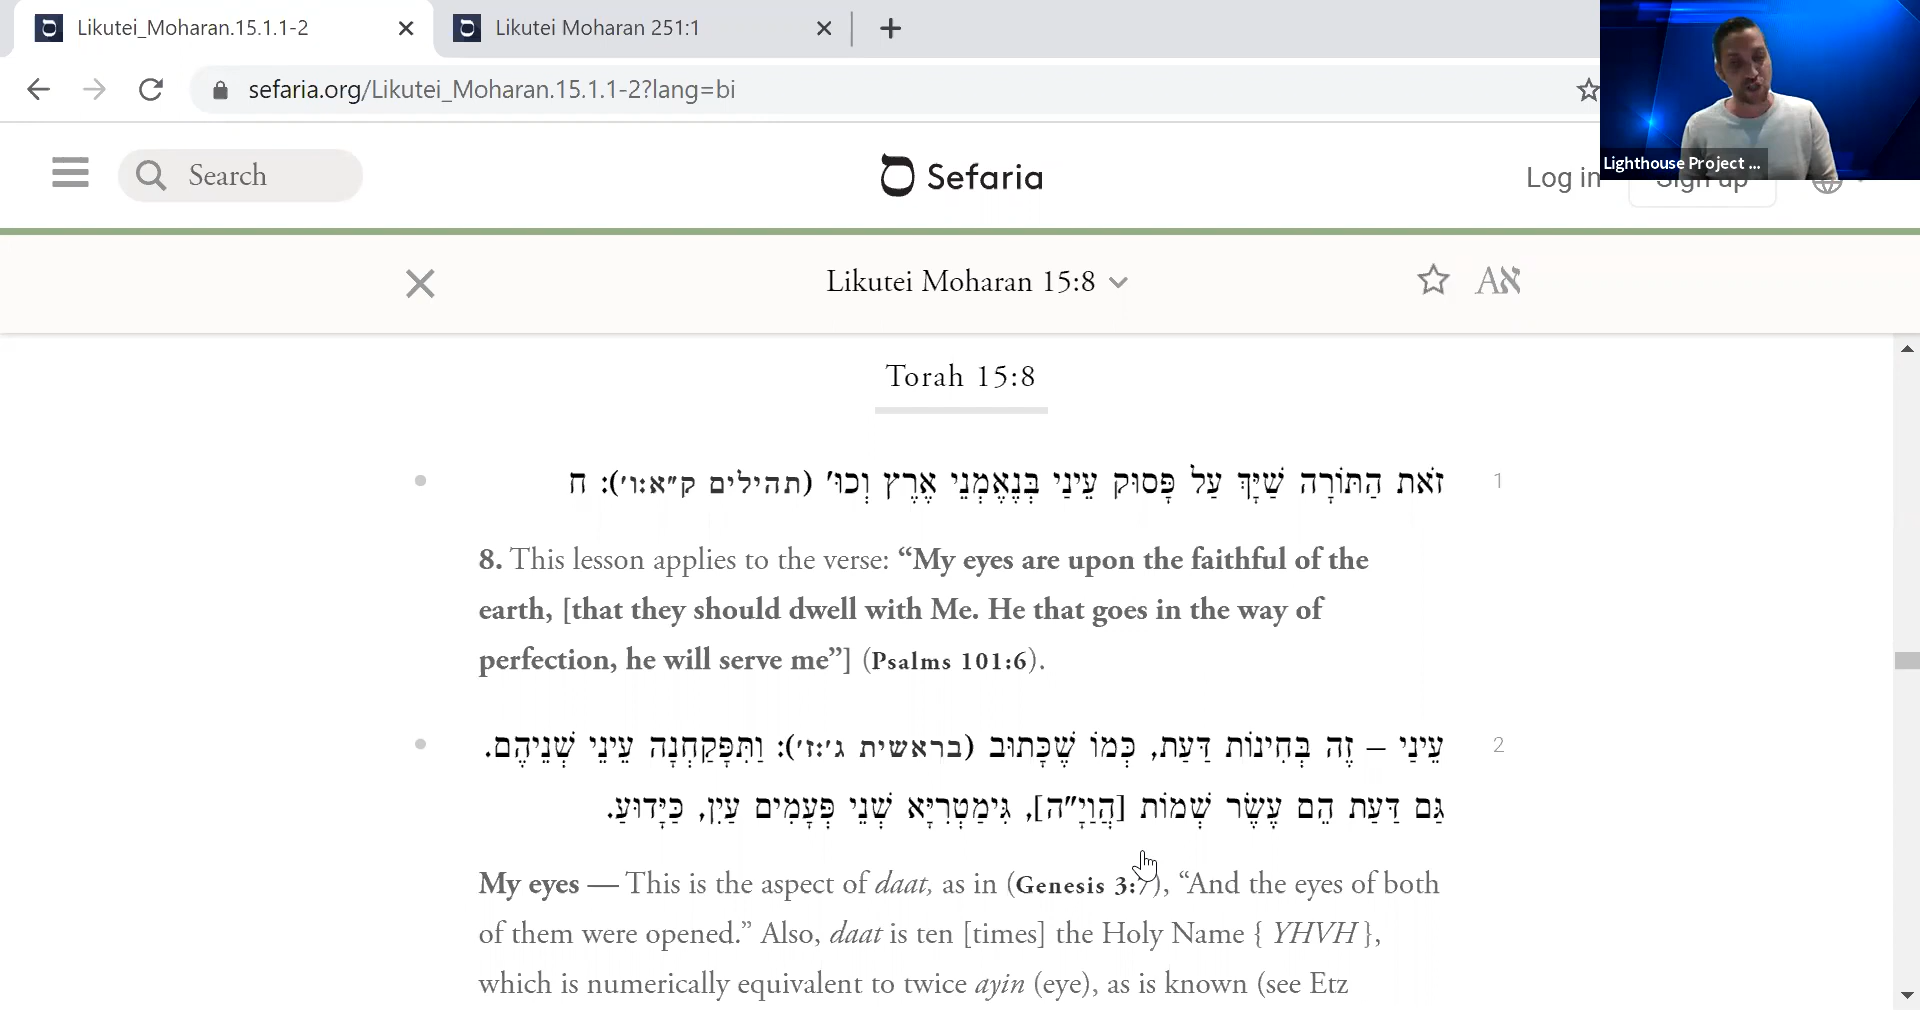 Likutei_Moharan.15.1.1-2
Likutei Moharan 251:1
sefaria.org/Likutei_Moharan.15.1.1-2?lang=bi
Lighthouse Project ...
Search
Sefaria
Log in
Sign up
Likutei Moharan 15:8
Aא
Torah 15:8
זֹאת הַתּוֹרָה שַׁיָּךְ עַל פָּסוּק עֵינַי בְּנֶאֶמְנֵי אֶרֶץ וְכוּ' (תהילים ק״א:ו׳): ח
1
8. This lesson applies to the verse: “My eyes are upon the faithful of the
earth, [that they should dwell with Me. He that goes in the way of
perfection, he will serve me”] (Psalms 101:6).
עֵינַי – זֶה בְּחִינוֹת דַּעַת, כְּמוֹ שֶׁכָּתוּב (בראשית ג׳:ז׳): וַתִּפָּקַחְנָה עֵינֵי שְׁנֵיהֶם.
2
גַּם דַּעַת הֵם עֶשֶׂר שְׁמוֹת [הֲוַיָ"ה], גִּימַטְרִיָּא שְׁנֵי פְּעָמִים עַיִן, כַּיָּדוּעַ.
My eyes — This is the aspect of daat, as in (Genesis 3:7), “And the eyes of both
of them were opened.” Also, daat is ten [times] the Holy Name { YHVH },
which is numerically equivalent to twice ayin (eye), as is known (see Etz